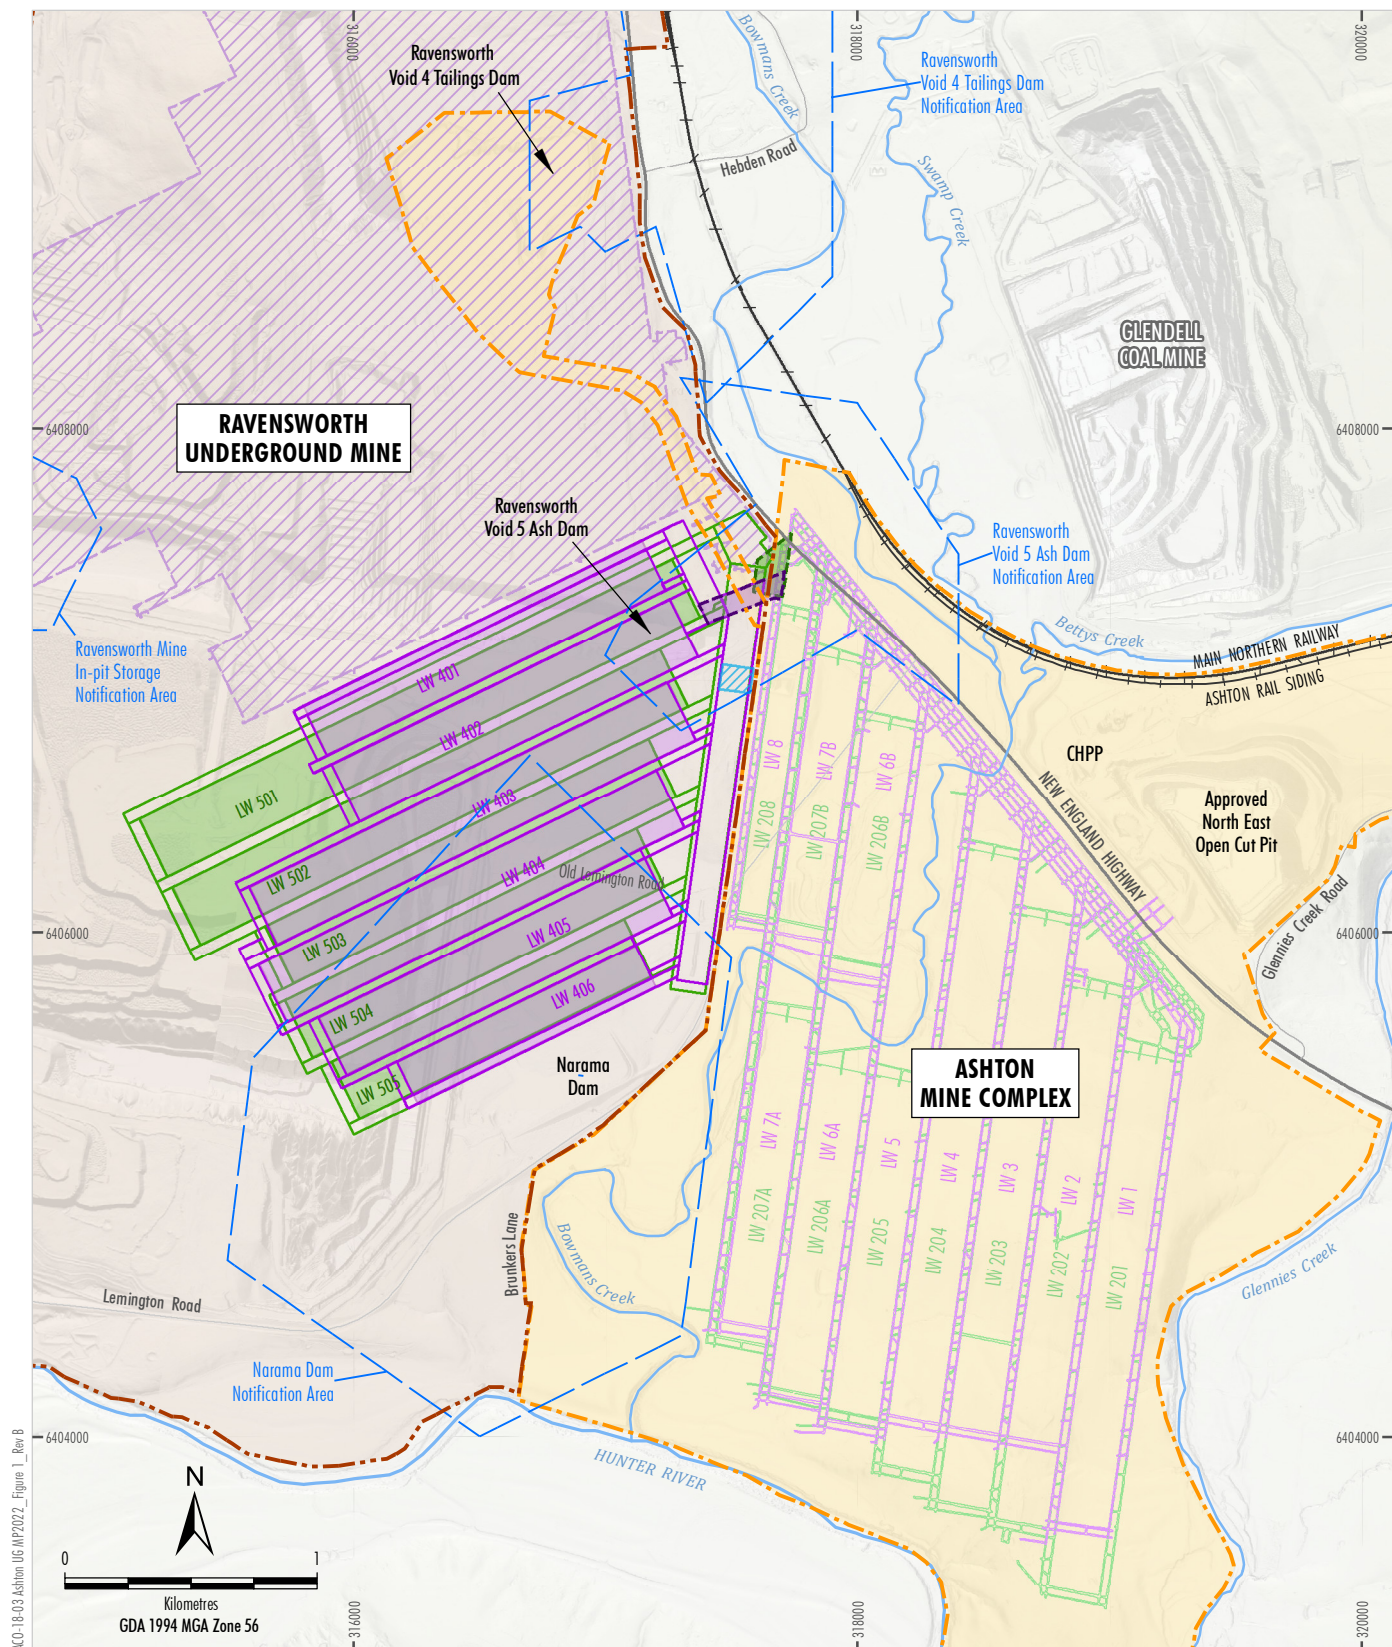 316000
318000
320000
Bowmans Creek
Ravensworth
Void 4 Tailings Dam
Ravensworth
Void 4 Tailings Dam
Notification Area
Hebden Road
Swamp Creek
GLENDELL
COAL MINE
RAVENSWORTH
UNDERGROUND MINE
6408000
6408000
Ravensworth
Void 5 Ash Dam
Ravensworth
Void 5 Ash Dam
Notification Area
Bettys Creek
MAIN NORTHERN RAILWAY
ASHTON RAIL SIDING
Ravensworth Mine
In-pit Storage
Notification Area
LW 401
LW 402
LW 403
LW 404
LW 405
LW 406
LW 501
LW 502
LW 503
LW 504
LW 505
Old Lemington Road
LW 8
LW 7B
LW 6B
LW 208
LW 207B
LW 206B
CHPP
NEW ENGLAND HIGHWAY
Approved
North East
Open Cut Pit
Glennies Creek Road
6406000
6406000
Narama
Dam
ASHTON
MINE COMPLEX
LW 7A
LW 6A
LW 5
LW 4
LW 3
LW 2
LW 1
LW 207A
LW 206A
LW 205
LW 204
LW 203
LW 202
LW 201
Brunkers Lane
Bowmans Creek
Glennies Creek
Lemington Road
Narama Dam
Notification Area
6404000
6404000
HUNTER RIVER
N
0 1
Kilometres
GDA 1994 MGA Zone 56
316000
318000
320000
ACO-18-03 Ashton UG MP2022_Figure 1_Rev B